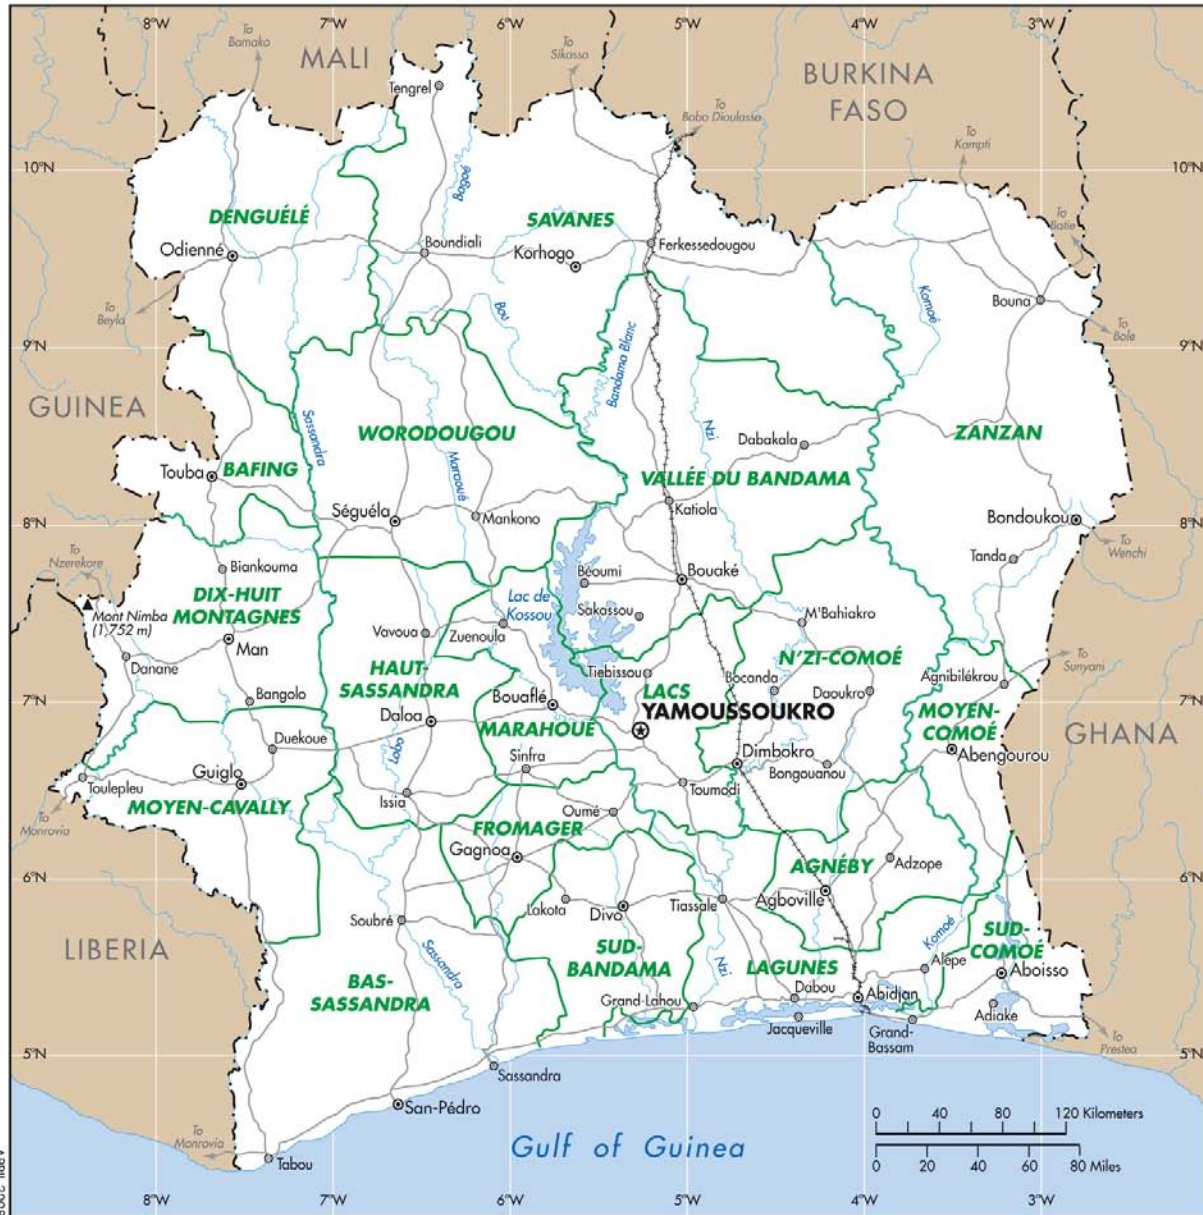 8°W
7°W
6°W
5°W
4°W
3°W
To
Bamako
MALI
To
Sikasso
BURKINA
FASO
Tengrel
To
Bobo Dioulasso
To
Kampti
10°N
10°N
Bagoé
DENGUÉLÉ
SAVANES
Odienné
Boundiali
Korhogo
Ferkessedougou
To
Batie
To
Beyla
Bou
Komoé
Bouna
To
Bole
9°N
9°N
Bandama Blanc
GUINEA
Sassandra
WORODOUGOU
Nzi
Dabakala
ZANZAN
Maraoué
Touba
BAFING
VALLÉE DU BANDAMA
Séguéla
Mankono
Katiola
8°N
8°N
Bondoukou
To
Wenchi
To
Nzerekore
Biankouma
Béoumi
Bouaké
Tanda
DIX-HUIT
MONTAGNES
Lac de
Kossou
Sakassou
Mont Nimba
(1,752 m)
M'Bahiakro
Man
Vavoua
Zuenoula
N'ZI-COMOÉ
To
Sunyani
Danane
HAUT-
SASSANDRA
Tiebissou
Bocanda
Daoukro
Agnibilékrou
7°N
7°N
Bangolo
Bouaflé
LACS
YAMOUSSOUKRO
Daloa
MARAHOUÉ
MOYEN-
COMOÉ
GHANA
Duekoue
Lobo
Sinfra
Dimbokro
Bongouanou
Abengourou
Toulepleu
Guiglo
Toumodi
MOYEN-CAVALLY
Issia
Oumé
To
Monrovia
FROMAGER
Gagnoa
AGNÉBY
Adzope
6°N
6°N
Lakota
Divo
Tiassale
Agboville
Soubré
LIBERIA
Sassandra
SUD-
BANDAMA
Nzi
LAGUNES
Komoé
SUD-
COMOÉ
Alépe
Aboisso
BAS-
SASSANDRA
Grand-Lahou
Dabou
Abidjan
Adiake
Jacqueville
Grand-
Bassam
5°N
5°N
To
Prestea
Sassandra
San-Pédro
0 40 80 120 Kilometers
0 20 40 60 80 Miles
Gulf of Guinea
To
Monrovia
Tabou
8°W
7°W
6°W
5°W
4°W
3°W